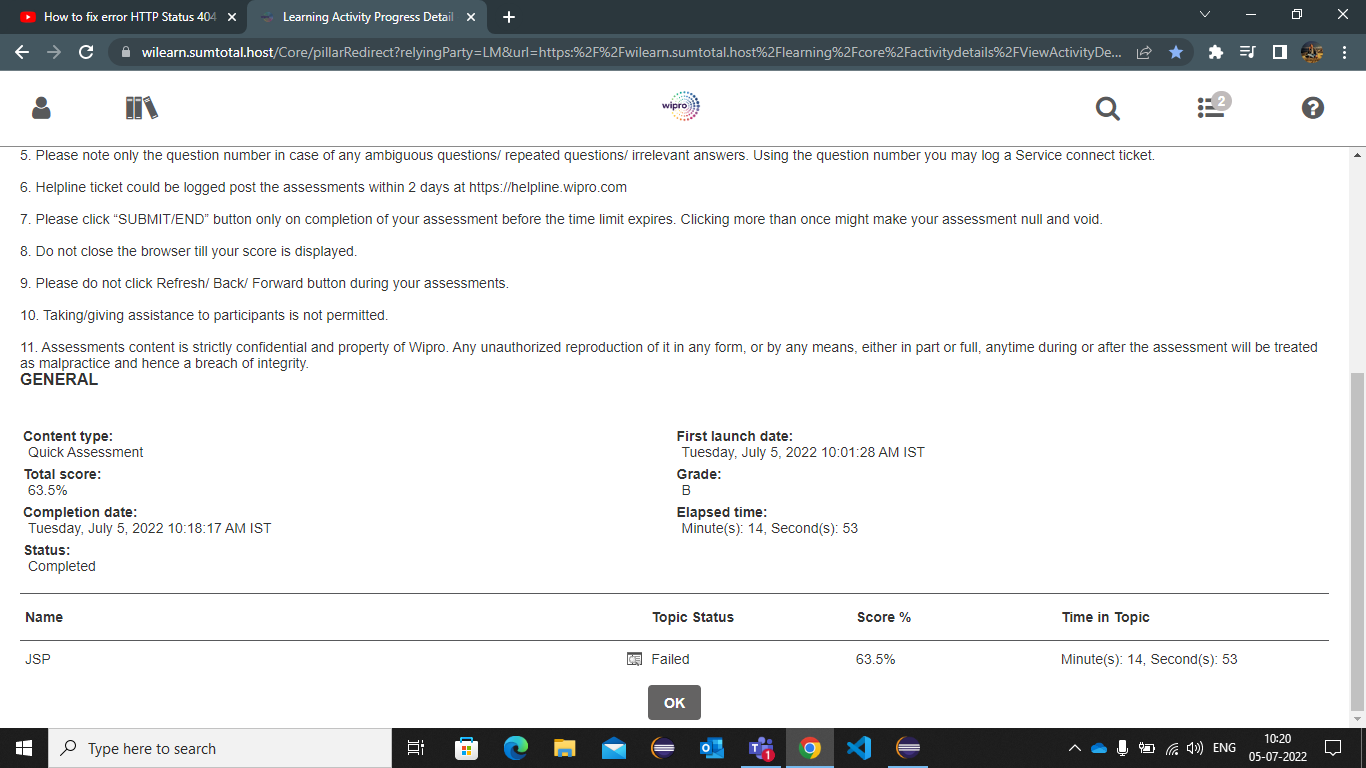 How to fix error HTTP Status 404
Learning Activity Progress Detail
wilearn.sumtotal.host/Core/pillarRedirect?relyingParty=LM&url=https:%2F%2Fwilearn.sumtotal.host%2Flearning%2Fcore%2Factivitydetails%2FViewActivityDe...
wipro
2
5. Please note only the question number in case of any ambiguous questions/ repeated questions/ irrelevant answers. Using the question number you may log a Service connect ticket.
6. Helpline ticket could be logged post the assessments within 2 days at https://helpline.wipro.com
7. Please click “SUBMIT/END” button only on completion of your assessment before the time limit expires. Clicking more than once might make your assessment null and void.
8. Do not close the browser till your score is displayed.
9. Please do not click Refresh/ Back/ Forward button during your assessments.
10. Taking/giving assistance to participants is not permitted.
11. Assessments content is strictly confidential and property of Wipro. Any unauthorized reproduction of it in any form, or by any means, either in part or full, anytime during or after the assessment will be treated
as malpractice and hence a breach of integrity.
GENERAL
Content type:
Quick Assessment
First launch date:
Tuesday, July 5, 2022 10:01:28 AM IST
Total score:
63.5%
Grade:
B
Completion date:
Tuesday, July 5, 2022 10:18:17 AM IST
Elapsed time:
Minute(s): 14, Second(s): 53
Status:
Completed
Name Topic Status Score % Time in Topic
JSP Failed 63.5% Minute(s): 14, Second(s): 53
OK
Type here to search
1
ENG
10:20
05-07-2022